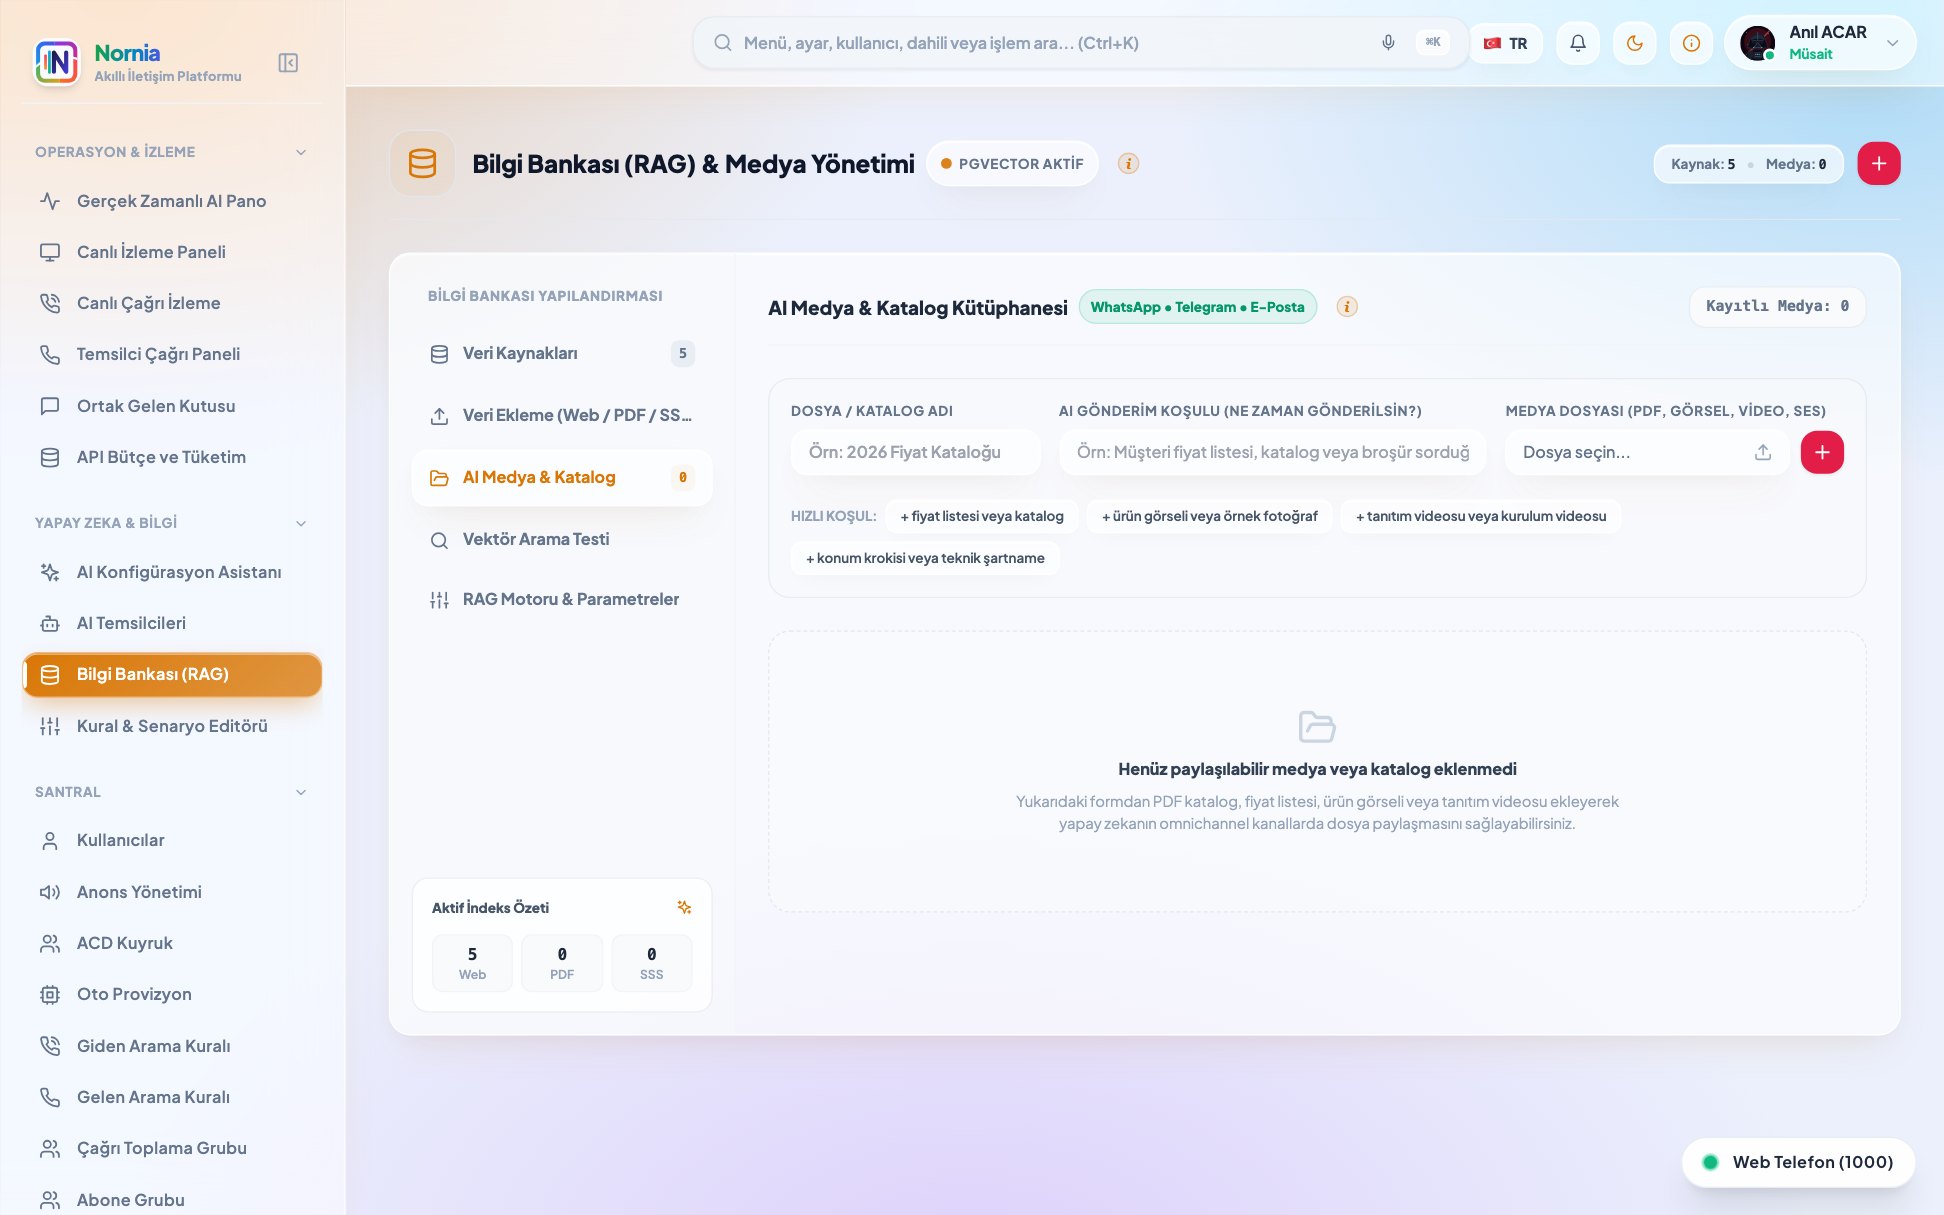 Nornia
Akıllı İletişim Platformu
Menü, ayar, kullanıcı, dahili veya işlem ara... (Ctrl+K)
⌘K
TR
Anıl ACAR
Müsait
OPERASYON & İZLEME
Gerçek Zamanlı AI Pano
Canlı İzleme Paneli
Canlı Çağrı İzleme
Temsilci Çağrı Paneli
Ortak Gelen Kutusu
API Bütçe ve Tüketim
YAPAY ZEKA & BİLGİ
AI Konfigürasyon Asistanı
AI Temsilcileri
Bilgi Bankası (RAG)
Kural & Senaryo Editörü
SANTRAL
Kullanıcılar
Anons Yönetimi
ACD Kuyruk
Oto Provizyon
Giden Arama Kuralı
Gelen Arama Kuralı
Çağrı Toplama Grubu
Abone Grubu
Bilgi Bankası (RAG) & Medya Yönetimi
PGVECTOR AKTİF
Kaynak: 5 • Medya: 0
BİLGİ BANKASI YAPILANDIRMASI
Veri Kaynakları 5
Veri Ekleme (Web / PDF / SS...
AI Medya & Katalog 0
Vektör Arama Testi
RAG Motoru & Parametreler
Aktif İndeks Özeti
5 0 0
Web PDF SSS
AI Medya & Katalog Kütüphanesi
WhatsApp • Telegram • E-Posta
Kayıtlı Medya: 0
DOSYA / KATALOG ADI
Örn: 2026 Fiyat Kataloğu
AI GÖNDERİM KOŞULU (NE ZAMAN GÖNDERİLSİN?)
Örn: Müşteri fiyat listesi, katalog veya broşür sorduğ
MEDYA DOSYASI (PDF, GÖRSEL, VİDEO, SES)
Dosya seçin...
HIZLI KOŞUL:
+ fiyat listesi veya katalog
+ ürün görseli veya örnek fotoğraf
+ tanıtım videosu veya kurulum videosu
+ konum krokisi veya teknik şartname
Henüz paylaşılabilir medya veya katalog eklenmedi
Yukarıdaki formdan PDF katalog, fiyat listesi, ürün görseli veya tanıtım videosu ekleyerek
yapay zekanın omnichannel kanallarda dosya paylaşmasını sağlayabilirsiniz.
Web Telefon (1000)